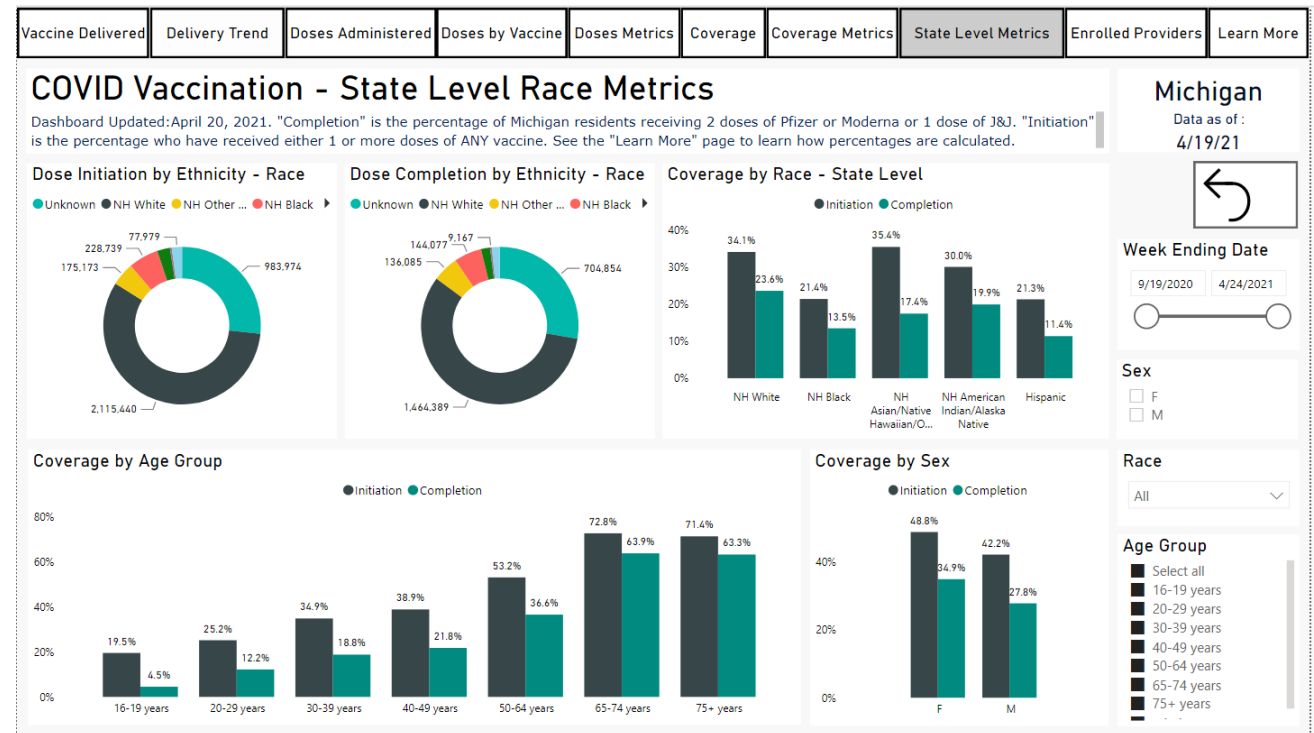 Vaccine Delivered
Delivery Trend
Doses Administered
Doses by Vaccine
Doses Metrics
Coverage
Coverage Metrics
State Level Metrics
Enrolled Providers
Learn More
COVID Vaccination - State Level Race Metrics
Dashboard Updated:April 20, 2021. "Completion" is the percentage of Michigan residents receiving 2 doses of Pfizer or Moderna or 1 dose of J&J. "Initiation"
is the percentage who have received either 1 or more doses of ANY vaccine. See the "Learn More" page to learn how percentages are calculated.
Michigan
Data
as of :
4/19/21
Dose Initiation by Ethnicity - Race
Unknown NH White NH Other ... NH Black
77,979
228,739
175,173
983,974
2,115,440
Dose Completion by Ethnicity - Race
Unknown NH White NH Other ... NH Black
9,167
144,077
136,085
704,854
1,464,389
Coverage by Race - State Level
Initiation Completion
40%
30%
20%
10%
0%
34.1%
23.6%
21.4%
13.5%
35.4%
17.4%
30.0%
19.9%
21.3%
11.4%
NH White
NH Black
NH
Asian/Native
Hawaiian/O...
NH American
Indian/Alaska
Native
Hispanic
Week Ending Date
9/19/2020
4/24/2021
Sex
F
M
Coverage by Age Group
Initiation Completion
80%
60%
40%
20%
0%
19.5%
4.5%
25.2%
12.2%
34.9%
18.8%
38.9%
21.8%
53.2%
36.6%
72.8%
63.9%
71.4%
63.3%
16-19 years
20-29 years
30-39 years
40-49 years
50-64 years
65-74 years
75+ years
Coverage by Sex
Initiation Completion
40%
20%
0%
48.8%
34.9%
42.2%
27.8%
F
M
Race
All
Age Group
Select all
16-19 years
20-29 years
30-39 years
40-49 years
50-64 years
65-74 years
75+ years